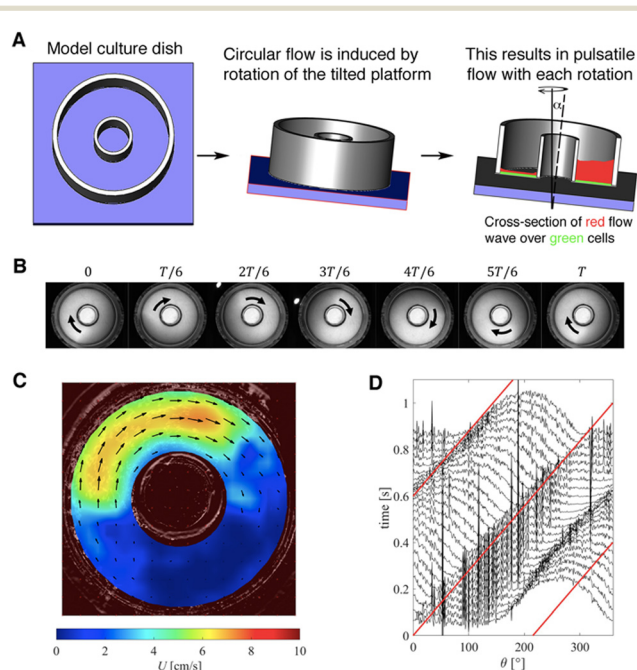 A
Model culture dish
Circular flow is induced by
rotation of the tilted platform
This results in pulsatile
flow with each rotation
α
Cross-section of red flow
wave over green cells
B
0 T/6 2T/6 3T/6 4T/6 5T/6 T
C
0 2 4 6 8 10
U [cm/s]
D
time [s]
1
0.8
0.6
0.4
0.2
0
0 100 200 300
θ [°]